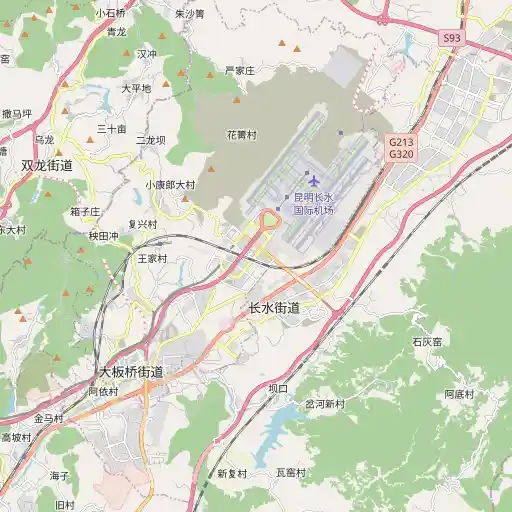 小石桥
朱沙箐
青龙
窑
汉冲
S93
严家庄
大平地
撒马坪
三十亩
花箐村
乌龙
二龙坝
G213
G320
塘
双龙街道
小康郎大村
昆明长水
国际机场
箱子庄
东大村
复兴村
秧田冲
王家村
长水街道
石灰窑
大板桥街道
阿依村
坝口
阿底村
岔河新村
金马村
高坡村
海子
新复村
瓦窑村
旧村